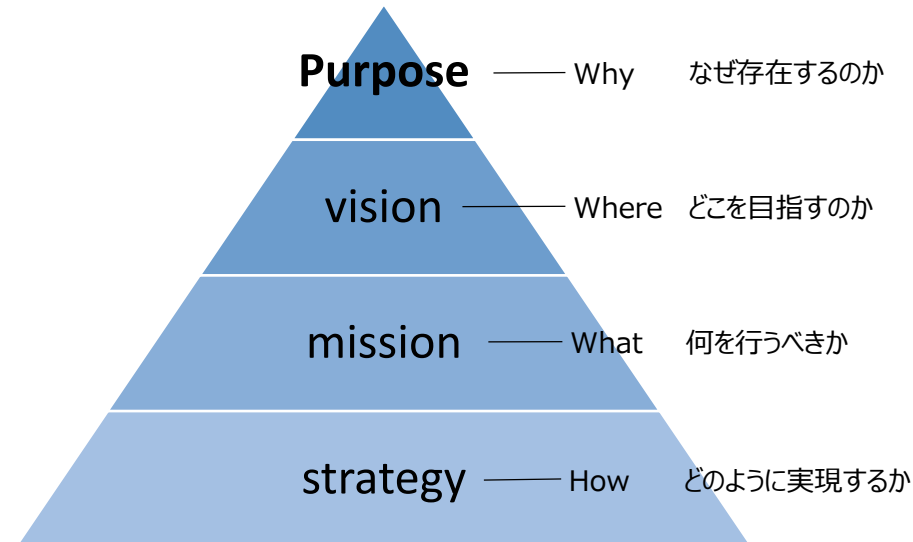 Purpose Why なぜ存在するのか
vision Where どこを目指すのか
mission What 何を行うべきか
strategy How どのように実現するか